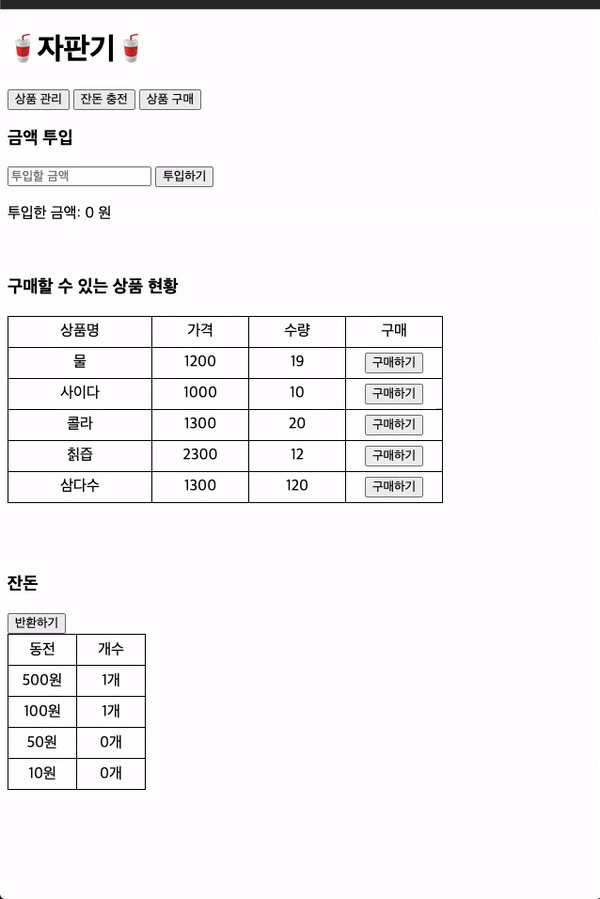 🥤자판기🥤
상품 관리 잔돈 충전 상품 구매
금액 투입
투입할 금액 투입하기
투입한 금액: 0 원
구매할 수 있는 상품 현황
상품명 가격 수량 구매
물 1200 19 구매하기
사이다 1000 10 구매하기
콜라 1300 20 구매하기
칡즙 2300 12 구매하기
삼다수 1300 120 구매하기
잔돈
반환하기
동전 개수
500원 1개
100원 1개
50원 0개
10원 0개